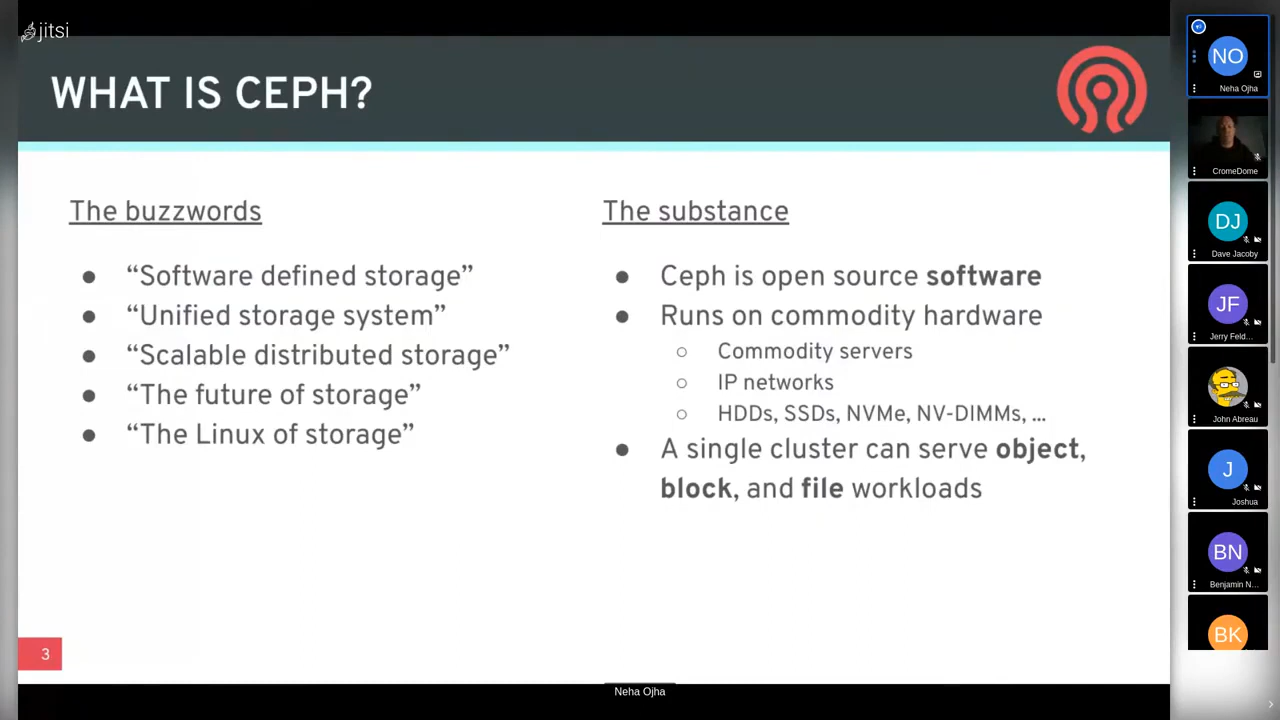 jitsi
WHAT IS CEPH?
The buzzwords
● “Software defined storage”
● “Unified storage system”
● “Scalable distributed storage”
● “The future of storage”
● “The Linux of storage”
The substance
● Ceph is open source software
● Runs on commodity hardware
○ Commodity servers
○ IP networks
○ HDDs, SSDs, NVMe, NV-DIMMs, ...
● A single cluster can serve object,
block, and file workloads
3
Neha Ojha
NO
Neha Ojha
CromeDome
DJ
Dave Jacoby
JF
Jerry Feld...
John Abreau
J
Joshua
BN
Benjamin N...
BK